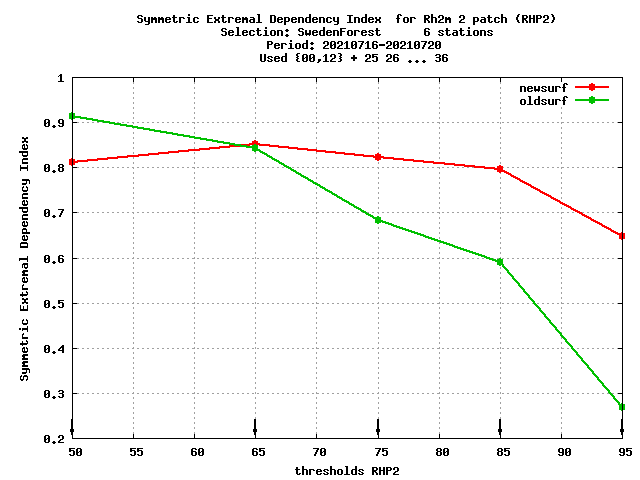 Symmetric Extremal Dependency Index  for Rh2m 2 patch (RHP2)
Selection: SwedenForest      6 stations
Period: 20210716-20210720
Used {00,12} + 25 26 ... 36
newsurf
oldsurf
Symmetric Extremal Dependency Index
1
0.9
0.8
0.7
0.6
0.5
0.4
0.3
0.2
50 55 60 65 70 75 80 85 90 95
thresholds RHP2